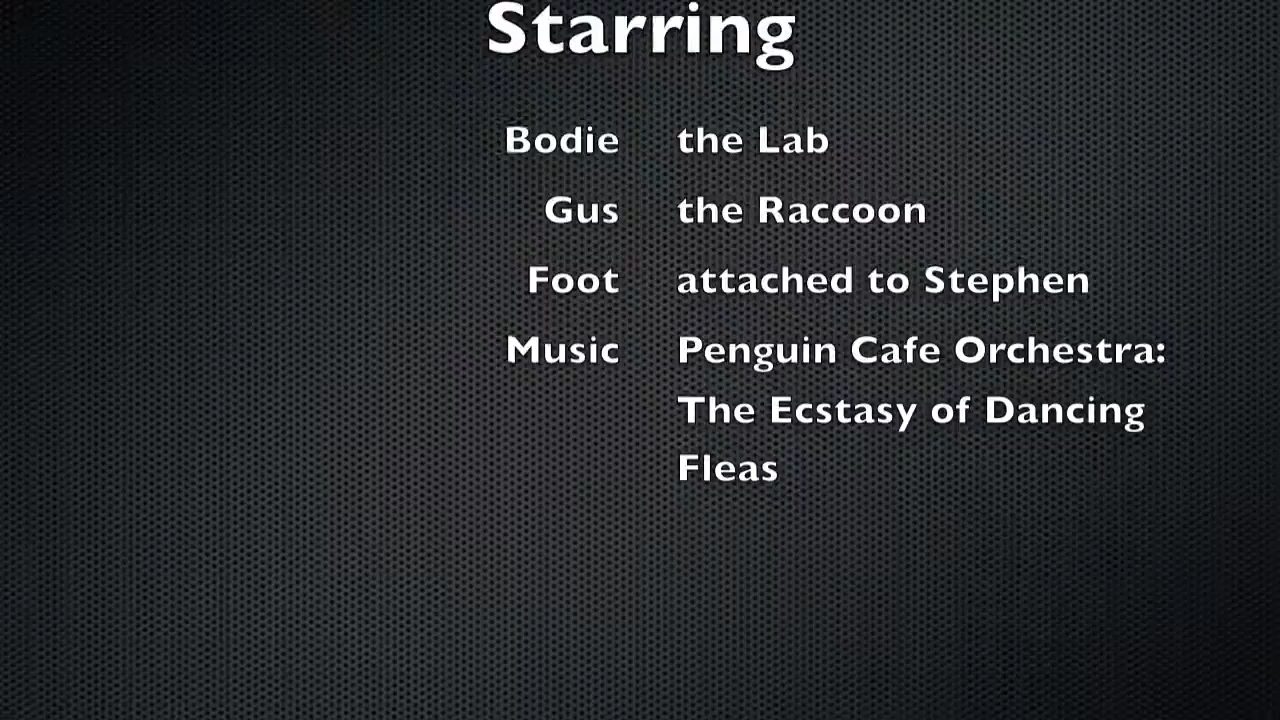 Starring
Bodie the Lab
Gus the Raccoon
Foot attached to Stephen
Music Penguin Cafe Orchestra:
The Ecstasy of Dancing
Fleas